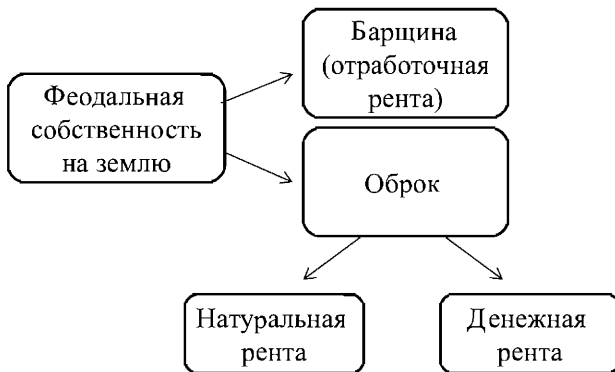 Барщина
(отработочная
рента)
Феодальная
собственность
на землю
Оброк
Натуральная
рента
Денежная
рента